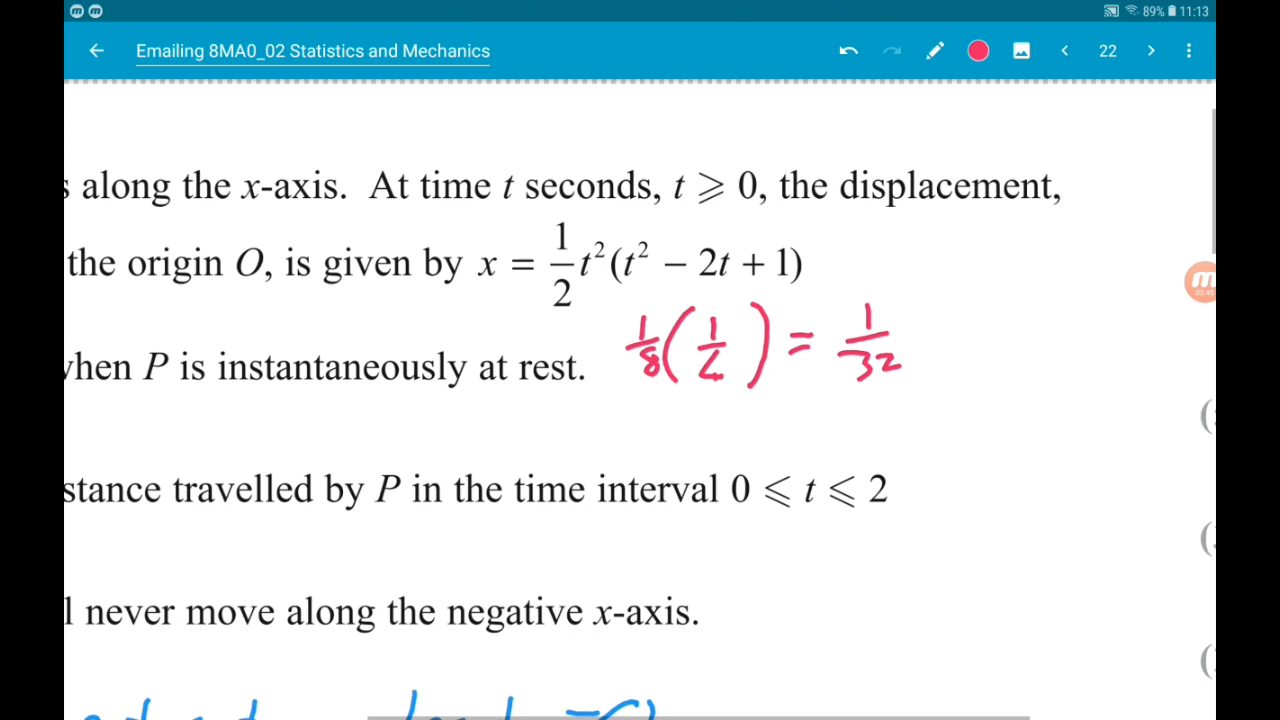 89% 11:13
Emailing 8MA0_02 Statistics and Mechanics 22
s along the x-axis. At time t seconds, t ⩾ 0, the displacement,
the origin O, is given by x = 1/2 t²(t² − 2t + 1)
02:45
1/8 (1/4) = 1/32
when P is instantaneously at rest.
(
stance travelled by P in the time interval 0 ⩽ t ⩽ 2
(
l never move along the negative x-axis.
(